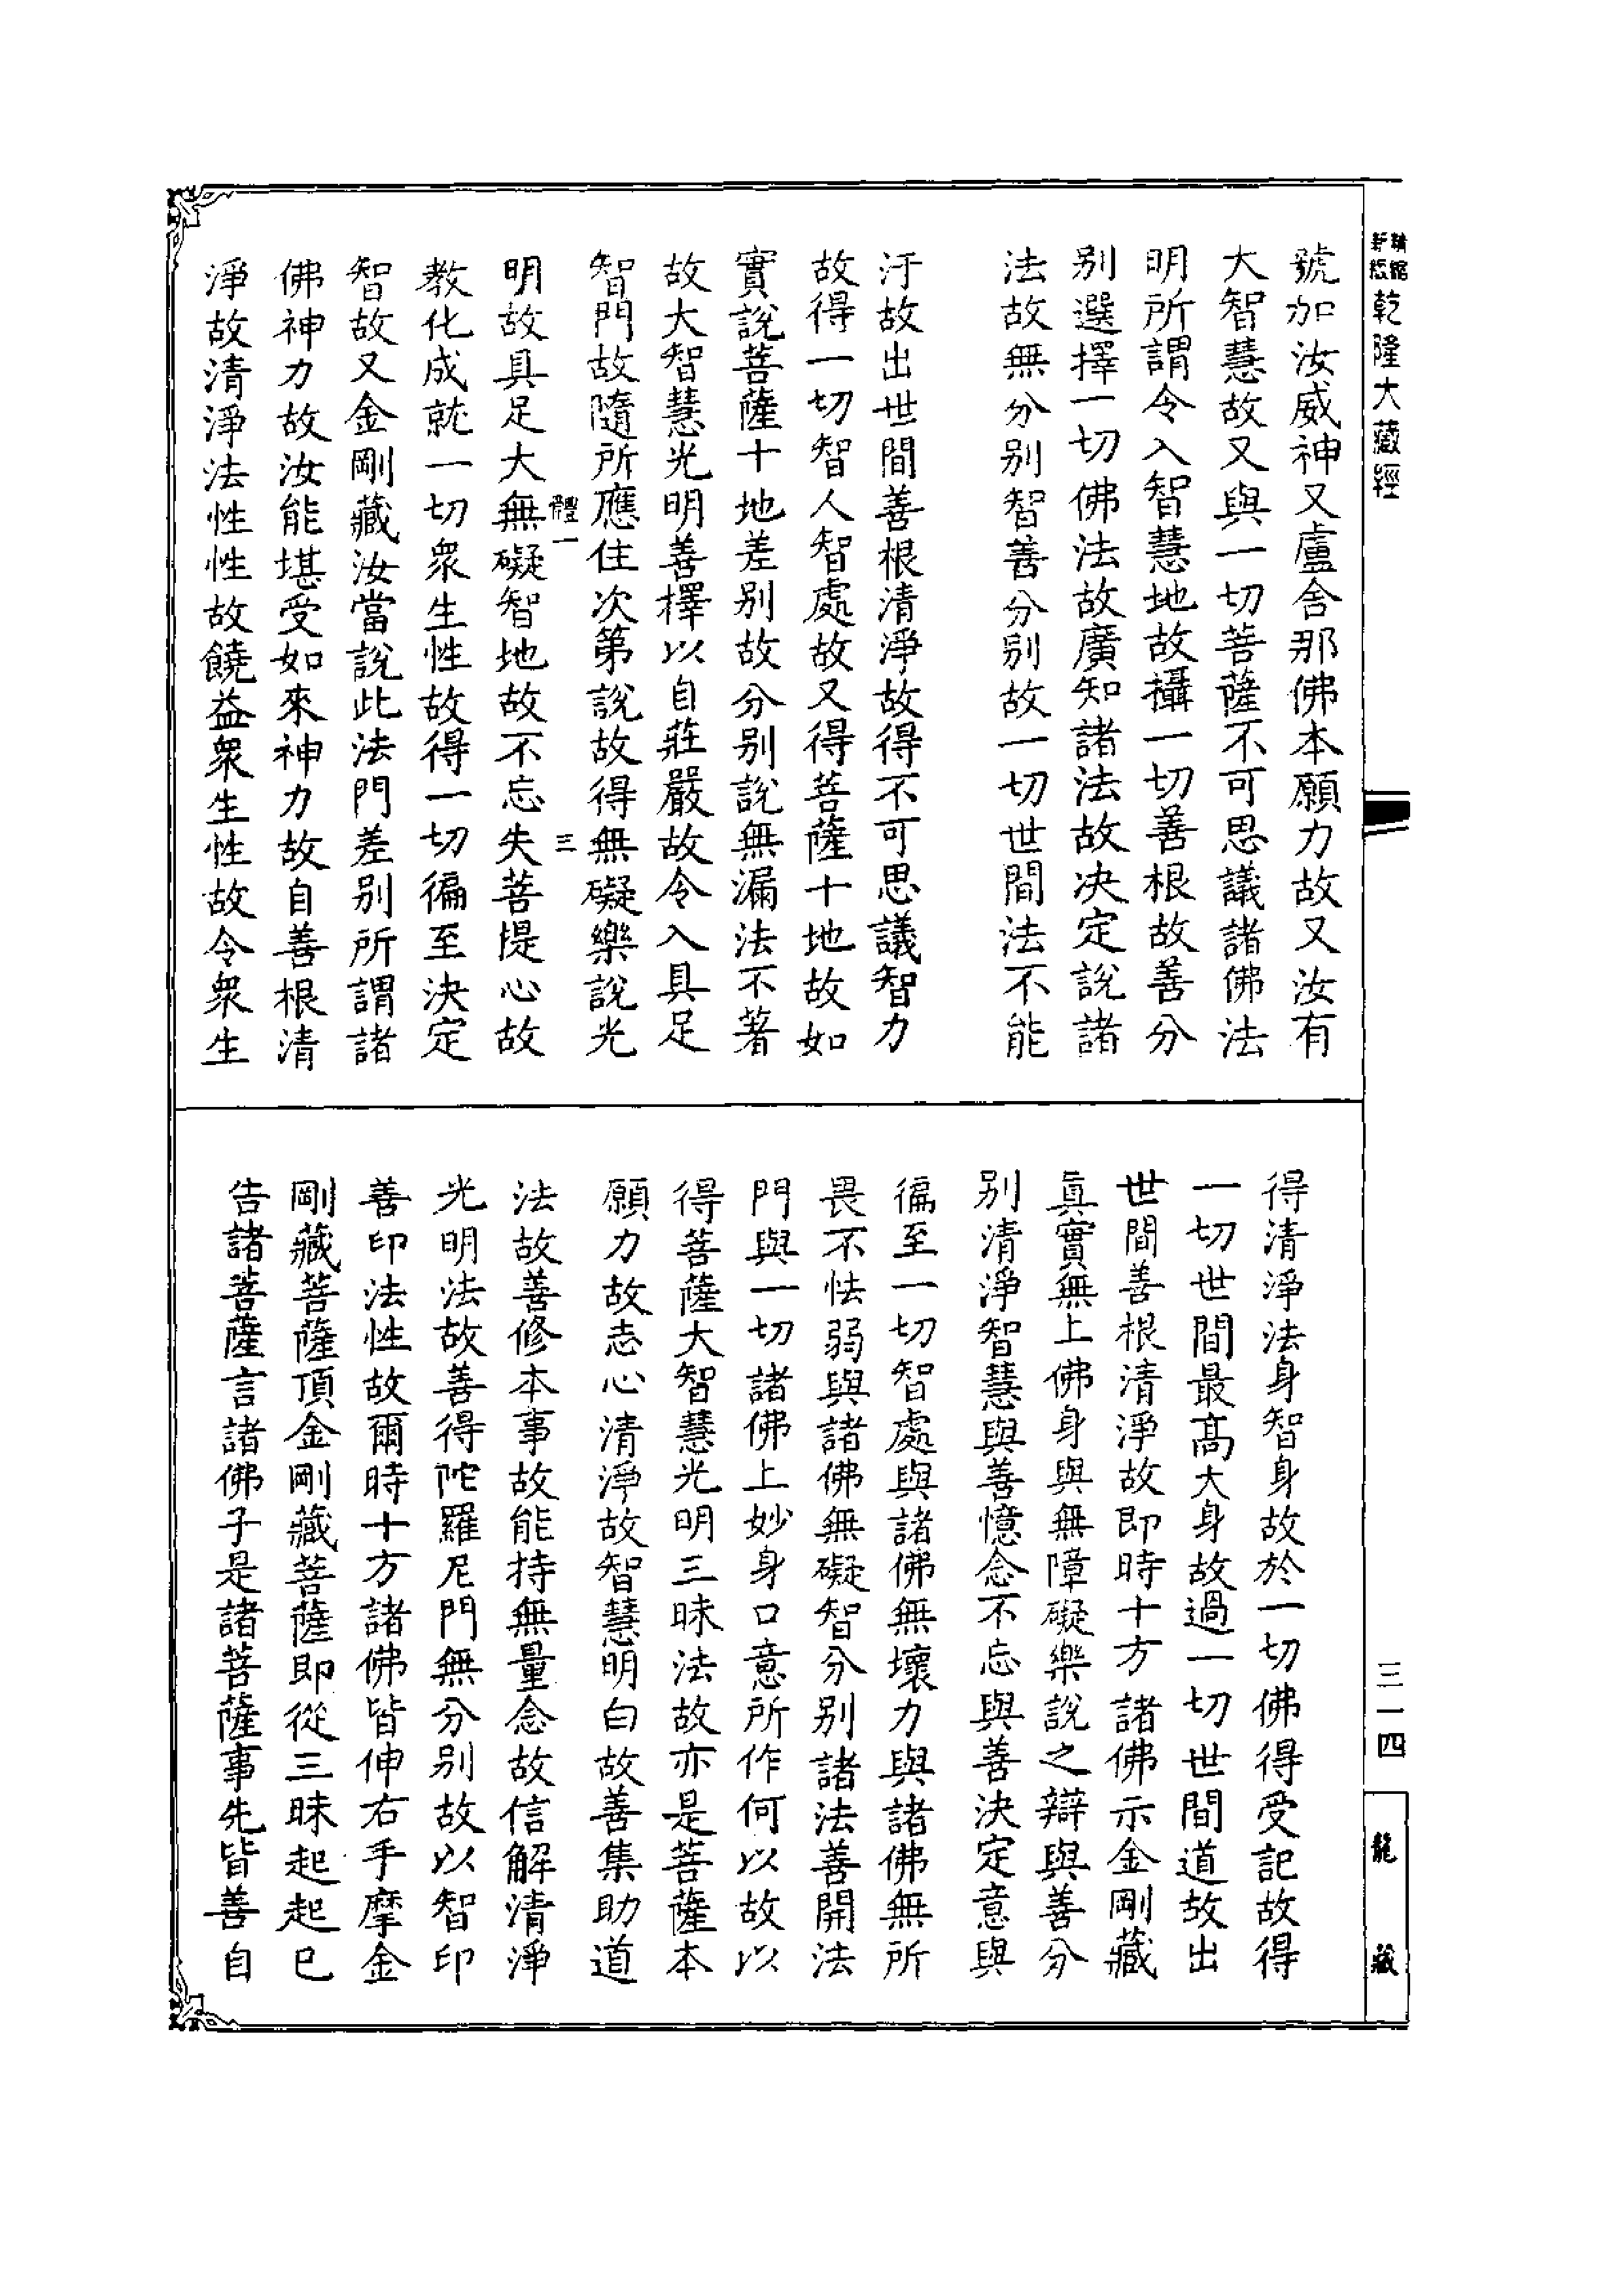 精縮
新版
乾隆大藏經
號加汝威神又盧舍那佛本願力故又汝有
大智慧故又與一切菩薩不可思議諸佛法
明所謂令入智慧地故攝一切善根故善分
別選擇一切佛法故廣知諸法故决定說諸
法故無分別智善分別故一切世間法不能
汙故出世間善根清淨故得不可思議智力
故得一切智人智處故又得菩薩十地故如
實說菩薩十地差別故分別說無漏法不著
故大智慧光明善擇以自莊嚴故令入具足
智門故隨所應住次第說故得無礙樂說光
體一
三
明故具足大無礙智地故不忘失菩提心故
教化成就一切衆生性故得一切徧至決定
智故又金剛藏汝當說此法門差別所謂諸
佛神力故汝能堪受如來神力故自善根清
淨故清淨法性性故饒益衆生性故令衆生
得清淨法身智身故於一切佛得受記故得
一切世間最高大身故過一切世間道故出
世間善根清淨故即時十方諸佛示金剛藏
真實無上佛身與無障礙樂說之辯與善分
別清淨智慧與善憶念不忘與善決定意與
徧至一切智處與諸佛無壞力與諸佛無所
畏不怯弱與諸佛無礙智分別諸法善開法
門與一切諸佛上妙身口意所作何以故以
得菩薩大智慧光明三昧法故亦是菩薩本
願力故志心清淨故智慧明白故善集助道
法故善修本事故能持無量念故信解清淨
光明法故善得陀羅尼門無分別故以智印
善印法性故爾時十方諸佛皆伸右手摩金
剛藏菩薩頂金剛藏菩薩即從三昧起起已
告諸菩薩言諸佛子是諸菩薩事先皆善自
三一四
龍藏